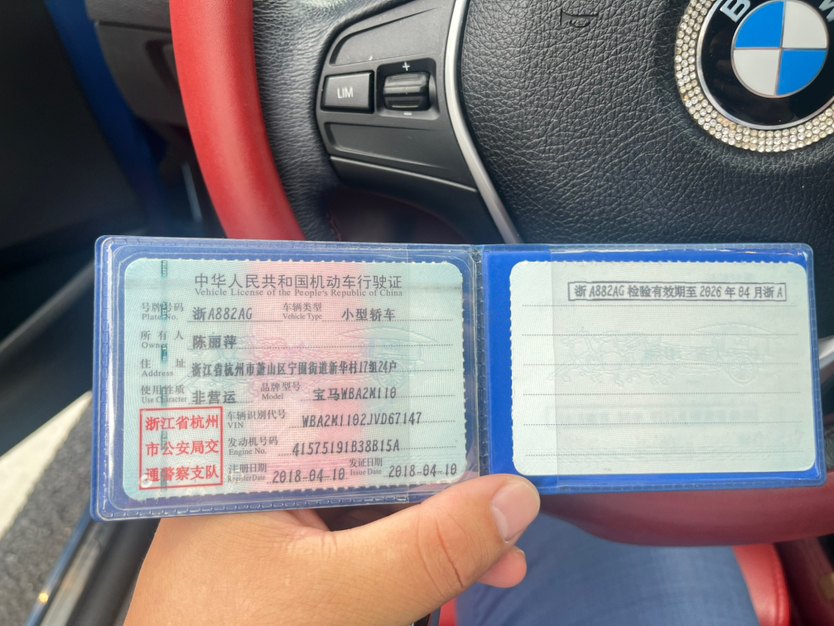 LIM
+
BMW
中华人民共和国机动车行驶证
Vehicle License of the People's Republic of China
号牌号码 浙A882AG 车辆类型 小型轿车
Plate No. Vehicle Type
所有人 陈丽萍
Owner
住址 浙江省杭州市萧山区宁围街道新华村17组24户
Address
使用性质 非营运 品牌型号 宝马WBA2M110
Use Character Model
浙江省杭州
市公安局交
通警察支队
车辆识别代号 WBA2M1102JVD67147
VIN
发动机号码 41575191B38B15A
Engine No.
注册日期 2018-04-10 发证日期 2018-04-10
Register Date Issue Date
浙A882AG 检验有效期至 2026 年 04 月浙A